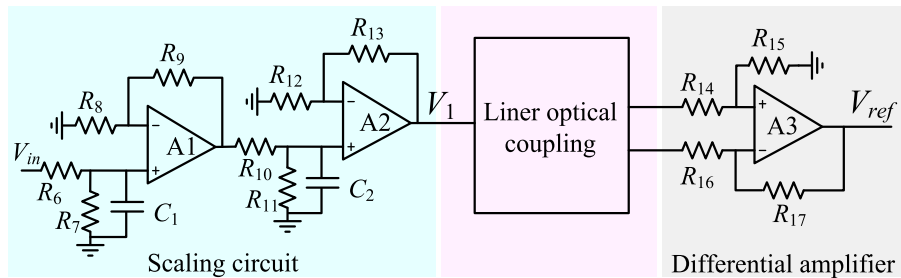 R13
R15
R9
R12
R14
R8
A2
V1
Liner optical
coupling
A3
Vref
A1
Vin
R6
R10
R16
R7
C1
R11
C2
R17
Scaling circuit
Differential amplifier
+
−
+
−
+
−